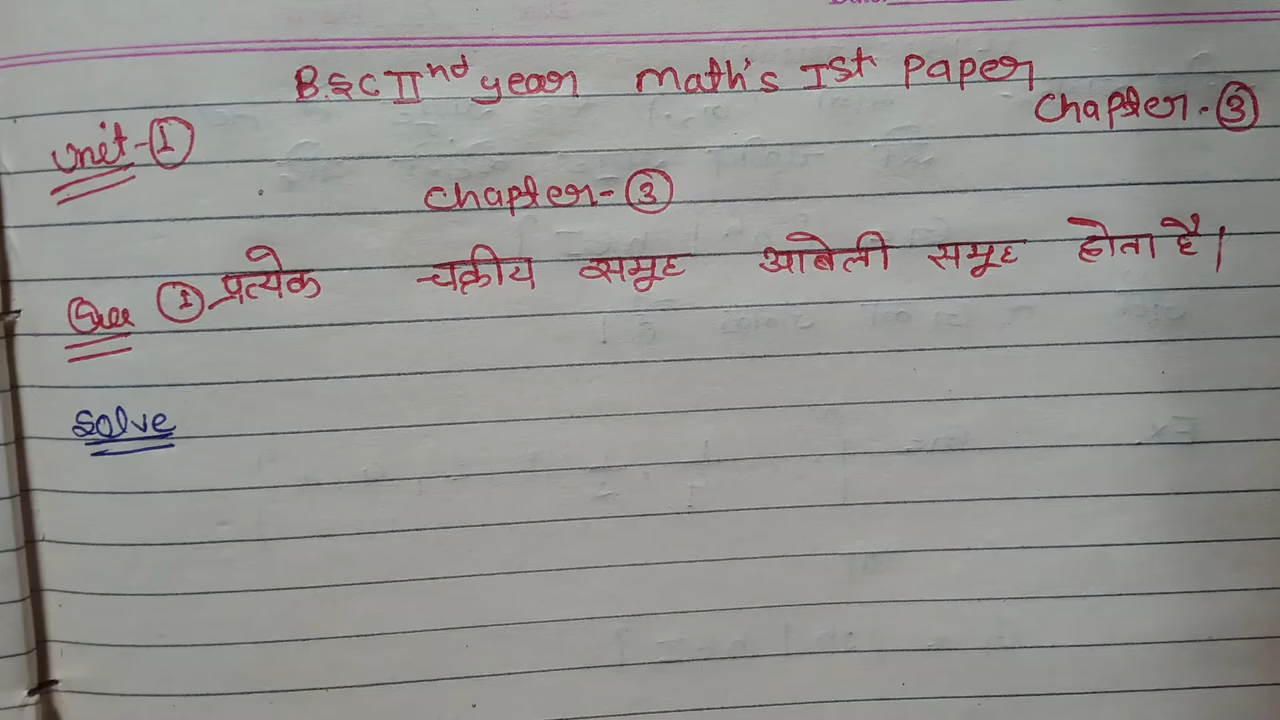 B.SC IInd year Math's Ist Paper
Chapter-3
Unit-I
Chapter-3
Que 1 प्रत्येक चक्रीय समूह आबेली समूह होता है।
Solve